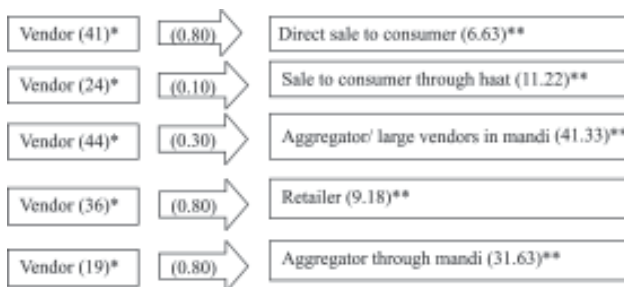 Vendor (41)* (0.80) Direct sale to consumer (6.63)**
Vendor (24)* (0.10) Sale to consumer through haat (11.22)**
Vendor (44)* (0.30) Aggregator/ large vendors in mandi (41.33)**
Vendor (36)* (0.80) Retailer (9.18)**
Vendor (19)* (0.80) Aggregator through mandi (31.63)**